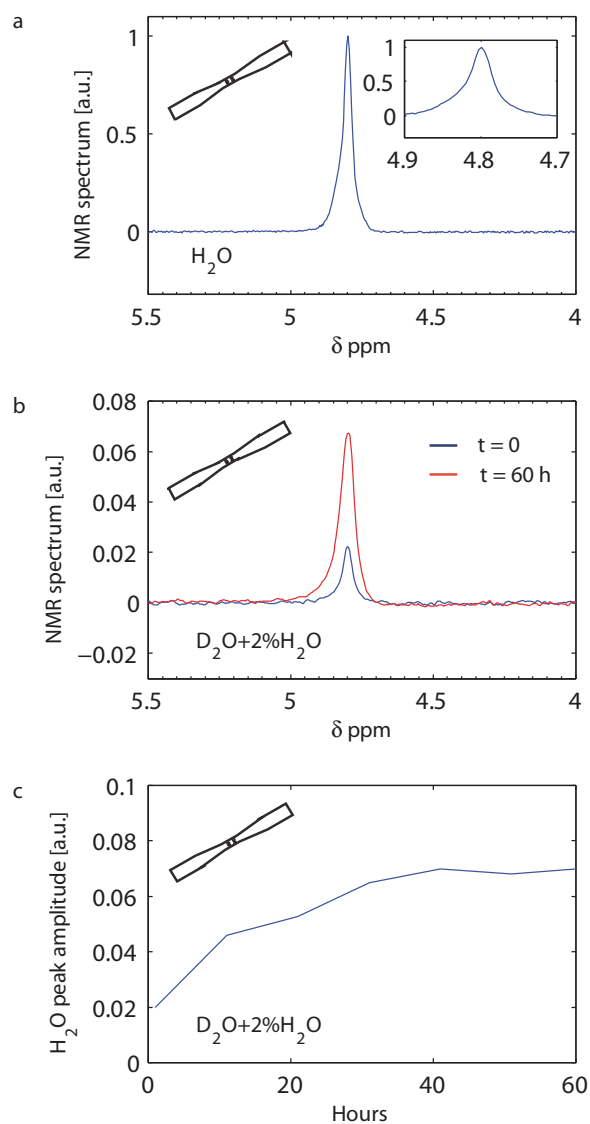 a
NMR spectrum [a.u.]
1
0.5
0
H₂O
5.5
5
4.5
4
δ ppm
1
0.5
0
4.9
4.8
4.7
b
NMR spectrum [a.u.]
0.08
0.06
0.04
0.02
0
−0.02
t = 0
t = 60 h
D₂O+2%H₂O
5.5
5
4.5
4
δ ppm
c
H₂O peak amplitude [a.u.]
0.1
0.08
0.06
0.04
0.02
0
D₂O+2%H₂O
0
20
40
60
Hours